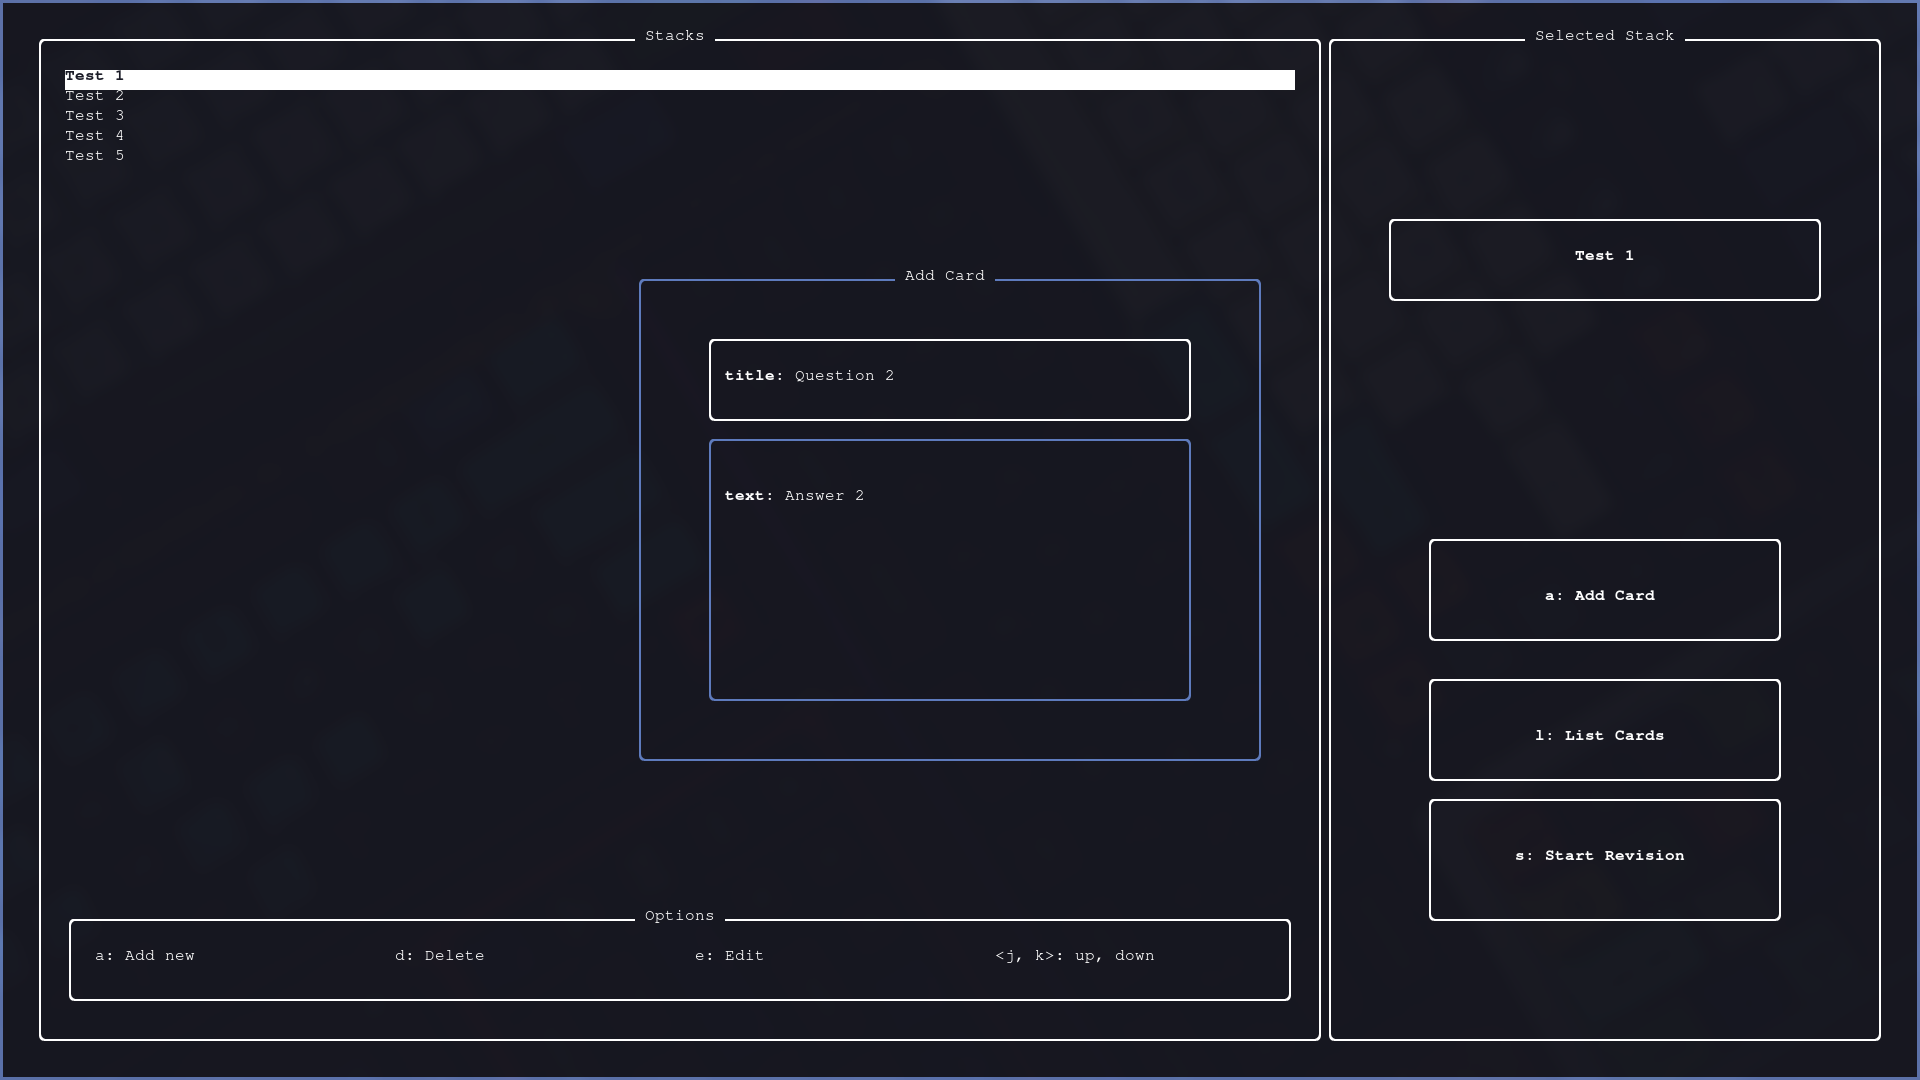 Stacks
Test 1
Test 2
Test 3
Test 4
Test 5
Add Card
title: Question 2
text: Answer 2
Options
a: Add new
d: Delete
e: Edit
<j, k>: up, down
Selected Stack
Test 1
a: Add Card
l: List Cards
s: Start Revision